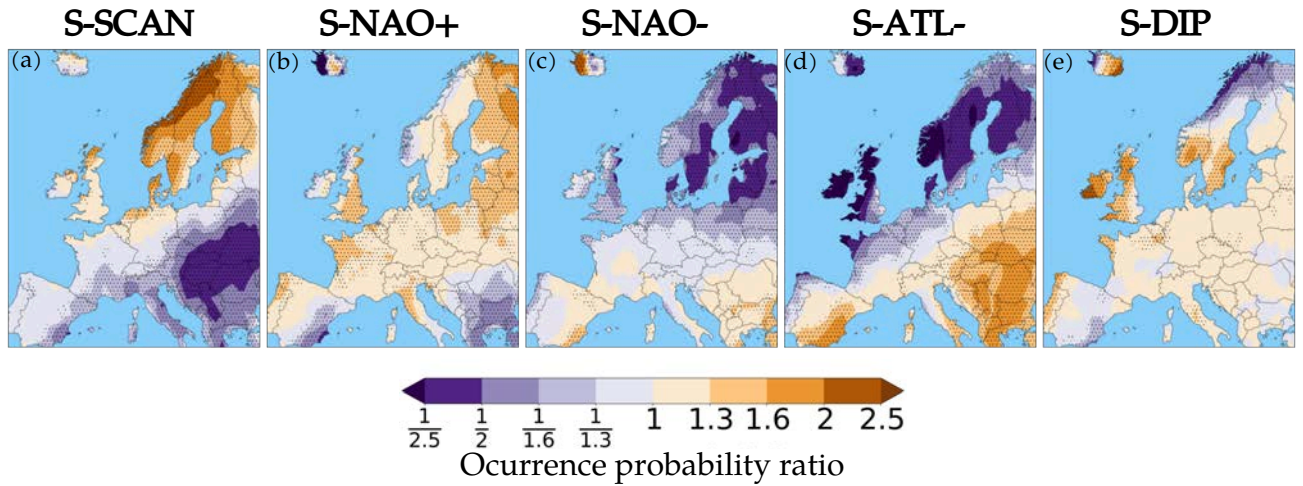 S-SCAN S-NAO+ S-NAO- S-ATL- S-DIP
(a) (b) (c) (d) (e)
1/2.5 1/2 1/1.6 1/1.3 1 1.3 1.6 2 2.5
Ocurrence probability ratio